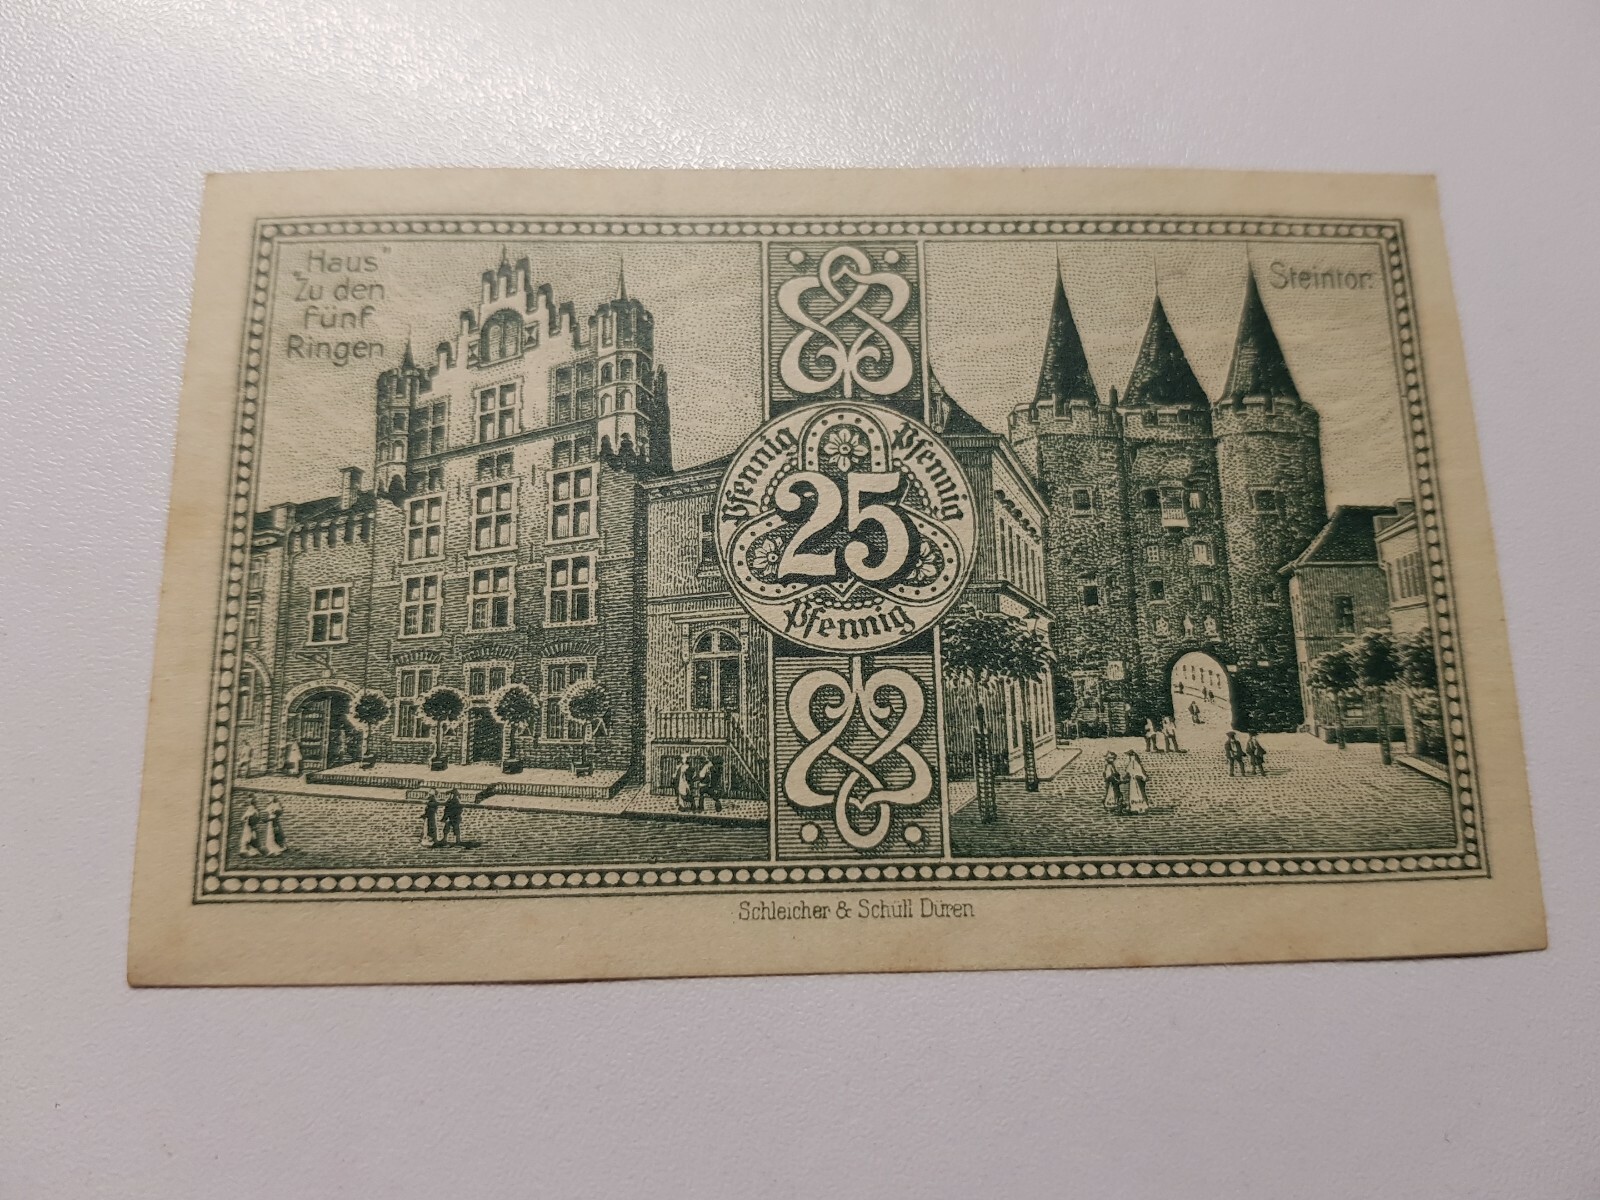 „Haus”
Zu den
fünf
Ringen
Steintor.
Pfennig
Pfennig
25
Pfennig
Schleicher & Schüll Düren